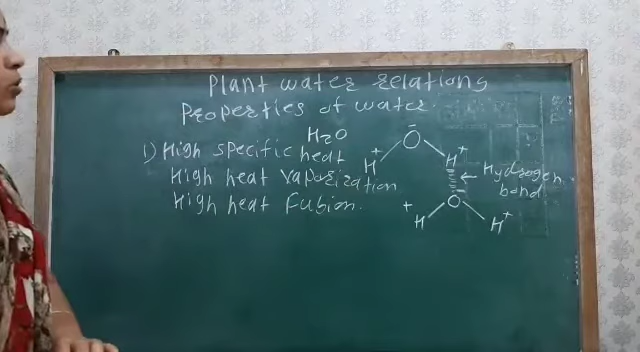 Plant water relations
Properties of water.
H2O
1) High specific heat
High heat vaporization
High heat Fusion.
-
O
+ +
H H
Hydrogen
bond
+ O
H H+